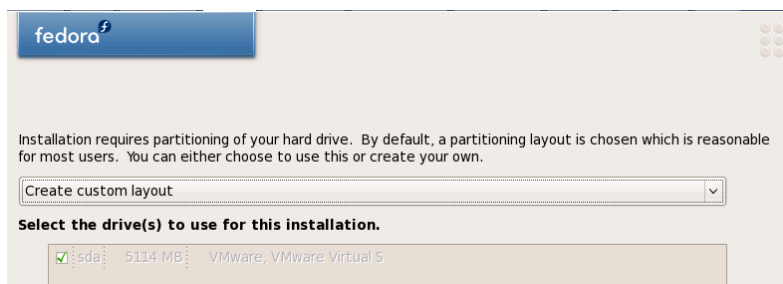 fedora
Installation requires partitioning of your hard drive. By default, a partitioning layout is chosen which is reasonable
for most users. You can either choose to use this or create your own.
Create custom layout
Select the drive(s) to use for this installation.
sda 5114 MB VMware, VMware Virtual S